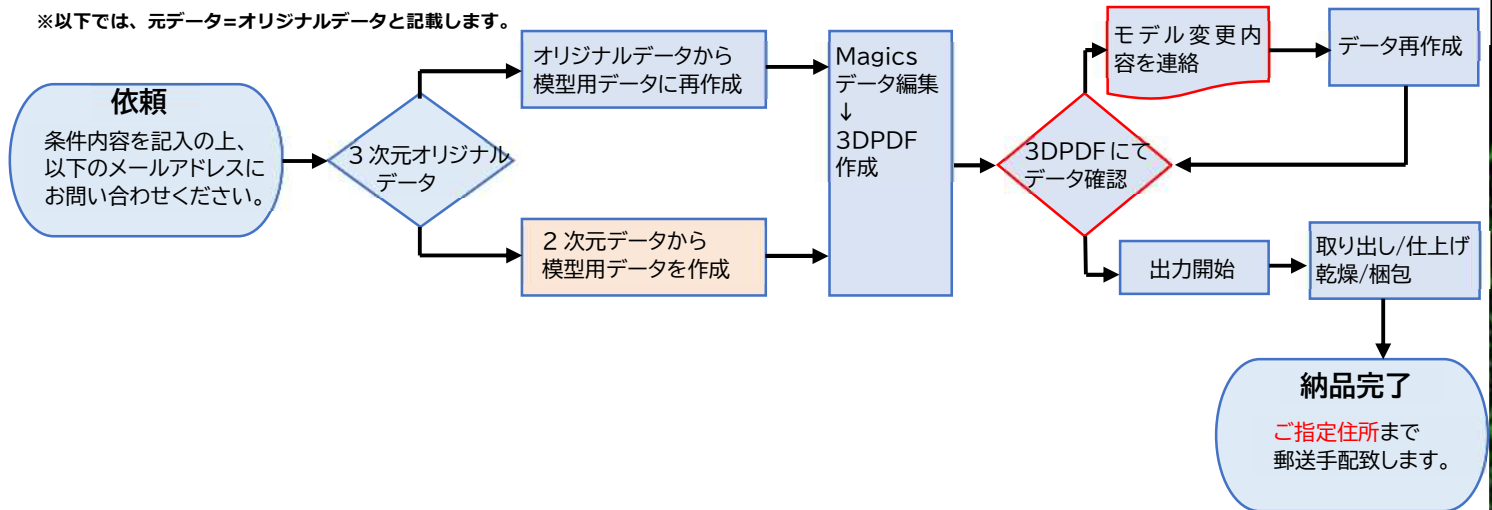 ※以下では、元データ=オリジナルデータと記載します。
依頼
条件内容を記入の上、
以下のメールアドレスに
お問い合わせください。
3次元オリジナル
データ
オリジナルデータから
模型用データに再作成
2次元データから
模型用データを作成
Magics
データ編集
↓
3DPDF
作成
3DPDFにて
データ確認
モデル変更内
容を連絡
データ再作成
出力開始
取り出し/仕上げ
乾燥/梱包
納品完了
ご指定住所まで
郵送手配致します。